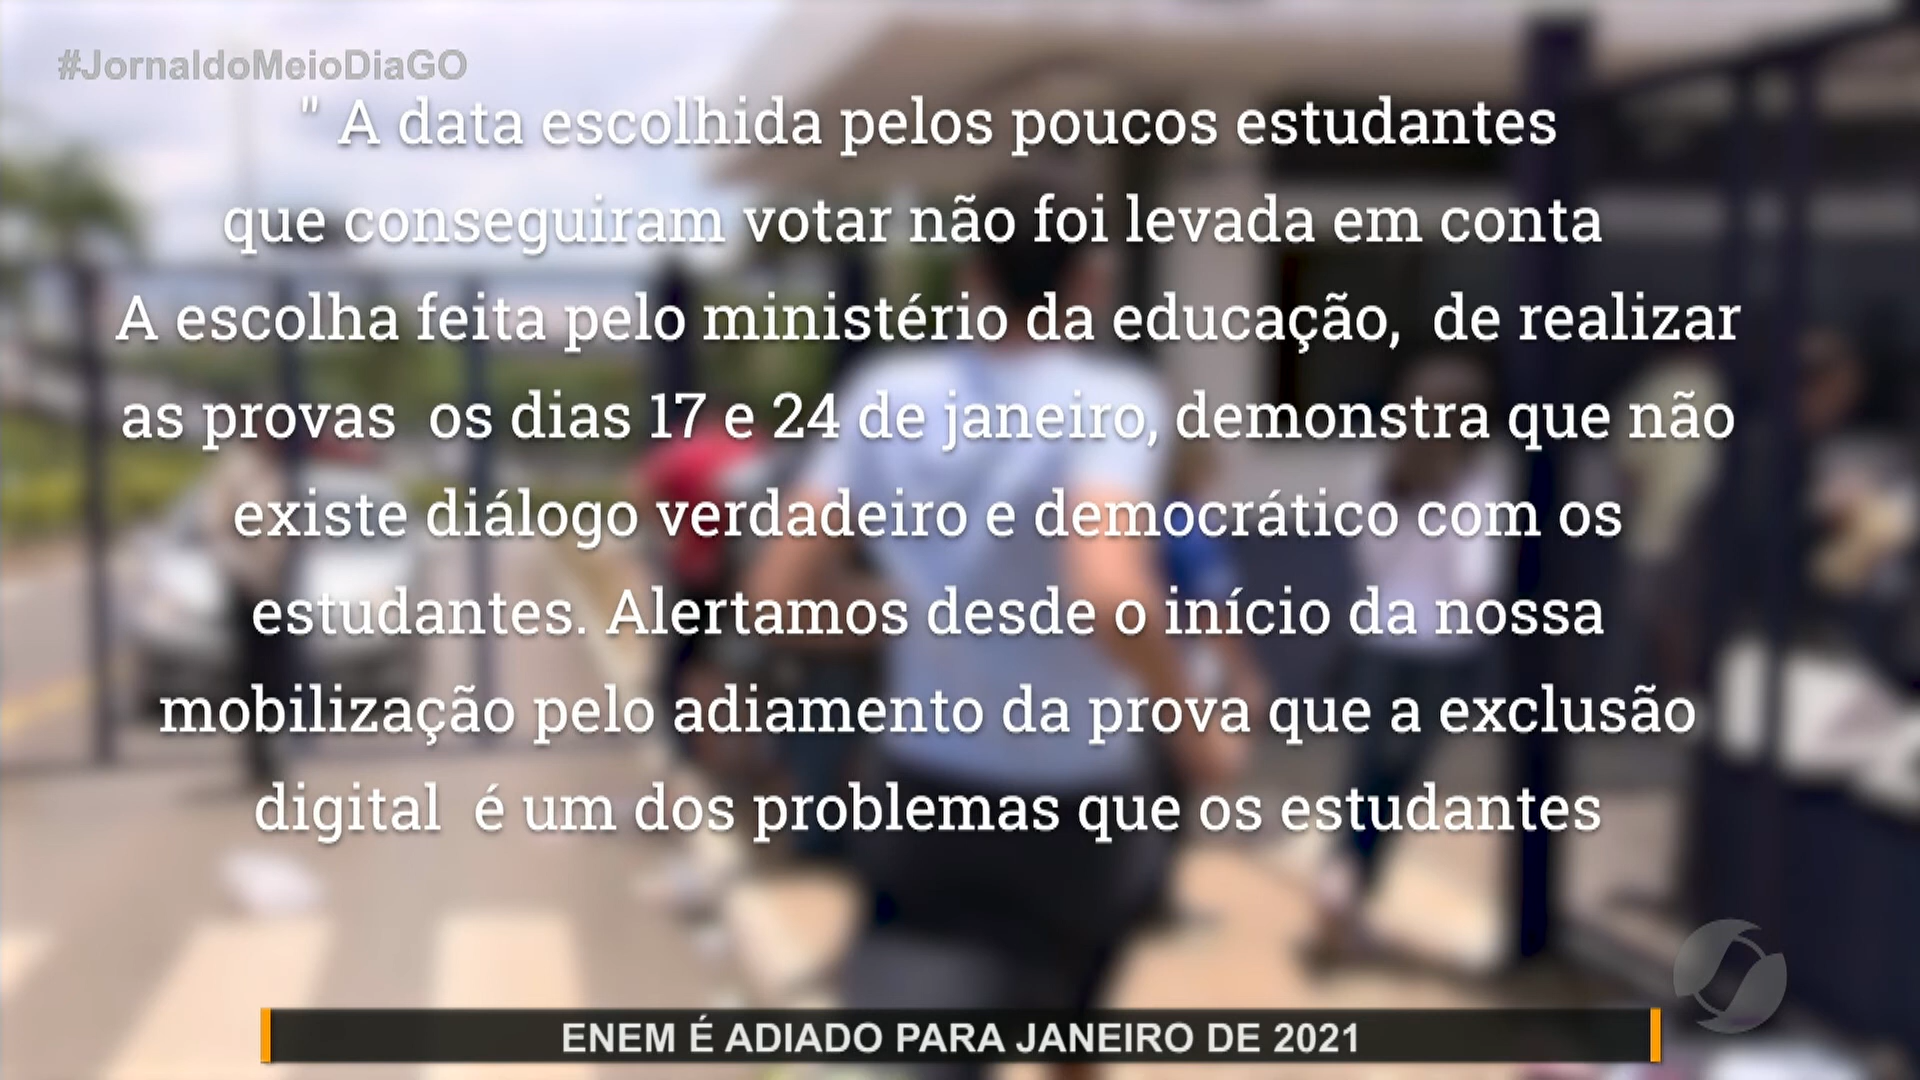 #JornaldoMeioDiaGO
" A data escolhida pelos poucos estudantes
que conseguiram votar não foi levada em conta
A escolha feita pelo ministério da educação, de realizar
as provas os dias 17 e 24 de janeiro, demonstra que não
existe diálogo verdadeiro e democrático com os
estudantes. Alertamos desde o início da nossa
mobilização pelo adiamento da prova que a exclusão
digital é um dos problemas que os estudantes
ENEM É ADIADO PARA JANEIRO DE 2021